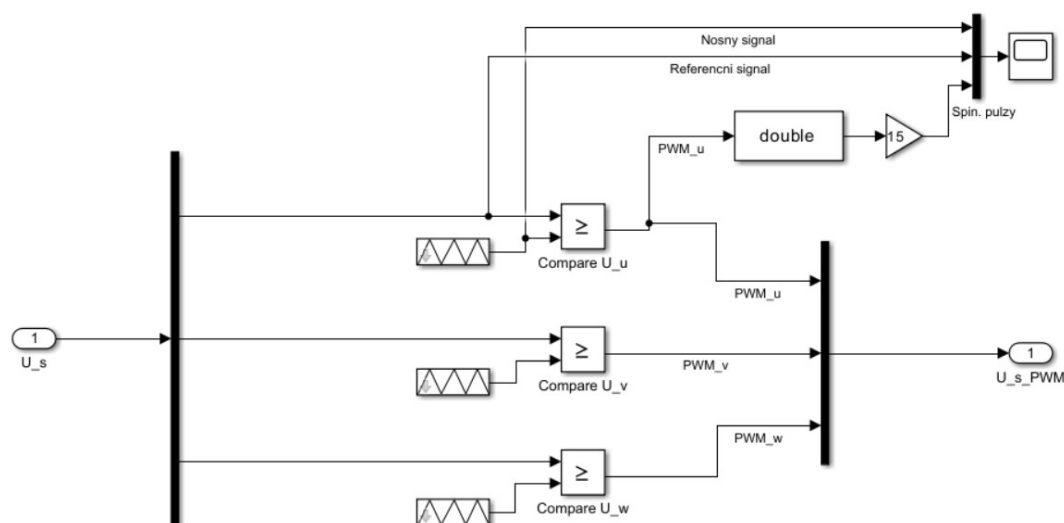 Nosny signal
Referencni signal
Spin. pulzy
double
15
PWM_u
≥
Compare U_u
PWM_u
1
U_s
≥
Compare U_v
PWM_v
1
U_s_PWM
PWM_w
≥
Compare U_w